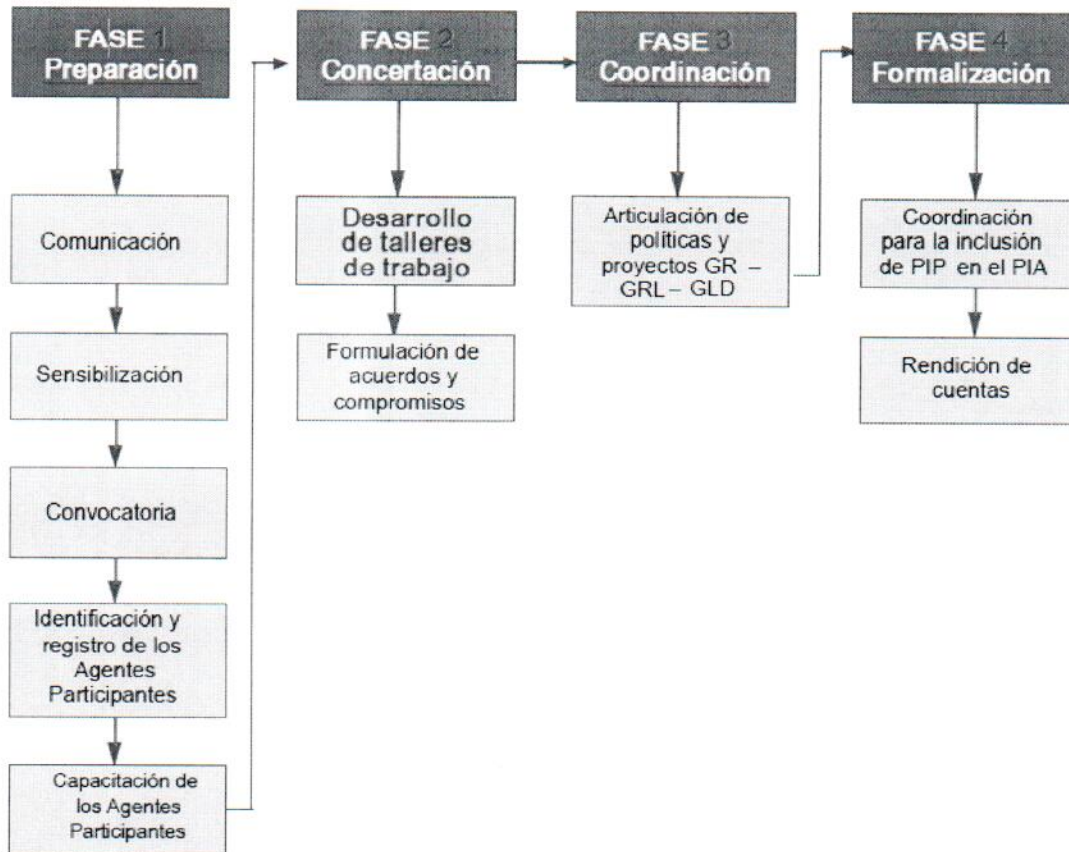 FASE 1
Preparación
Comunicación
Sensibilización
Convocatoria
Identificación y
registro de los
Agentes
Participantes
Capacitación de
los Agentes
Participantes
FASE 2
Concertación
Desarrollo
de talleres
de trabajo
Formulación de
acuerdos y
compromisos
FASE 3
Coordinación
Articulación de
políticas y
proyectos GR –
GRL – GLD
FASE 4
Formalización
Coordinación
para la inclusión
de PIP en el PIA
Rendición de
cuentas